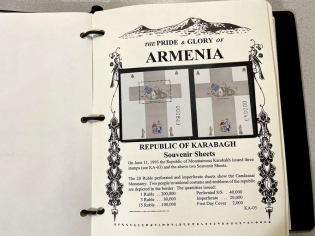 THE PRIDE & GLORY OF
ARMENIA
REPUBLIC OF KARABAGH
Souvenir Sheets
On June 11, 1993 the Republic of Mountainous Karabakh issued three
stamps (see KA-03) and the above two Souvenir Sheets.
The 20 Ruble perforated and imperforate sheets show the Gandzasar
Monastery. Two people in national costume and emblems of the republic
are depicted in the border. The quantities issued:
1 Ruble . . 200,000 Perforated S/S . 40,000
3 Ruble . . . 50,000 Imperforate . . . 20,000
15 Ruble . . 100,000 First Day Cover . . 2,000
KA-05